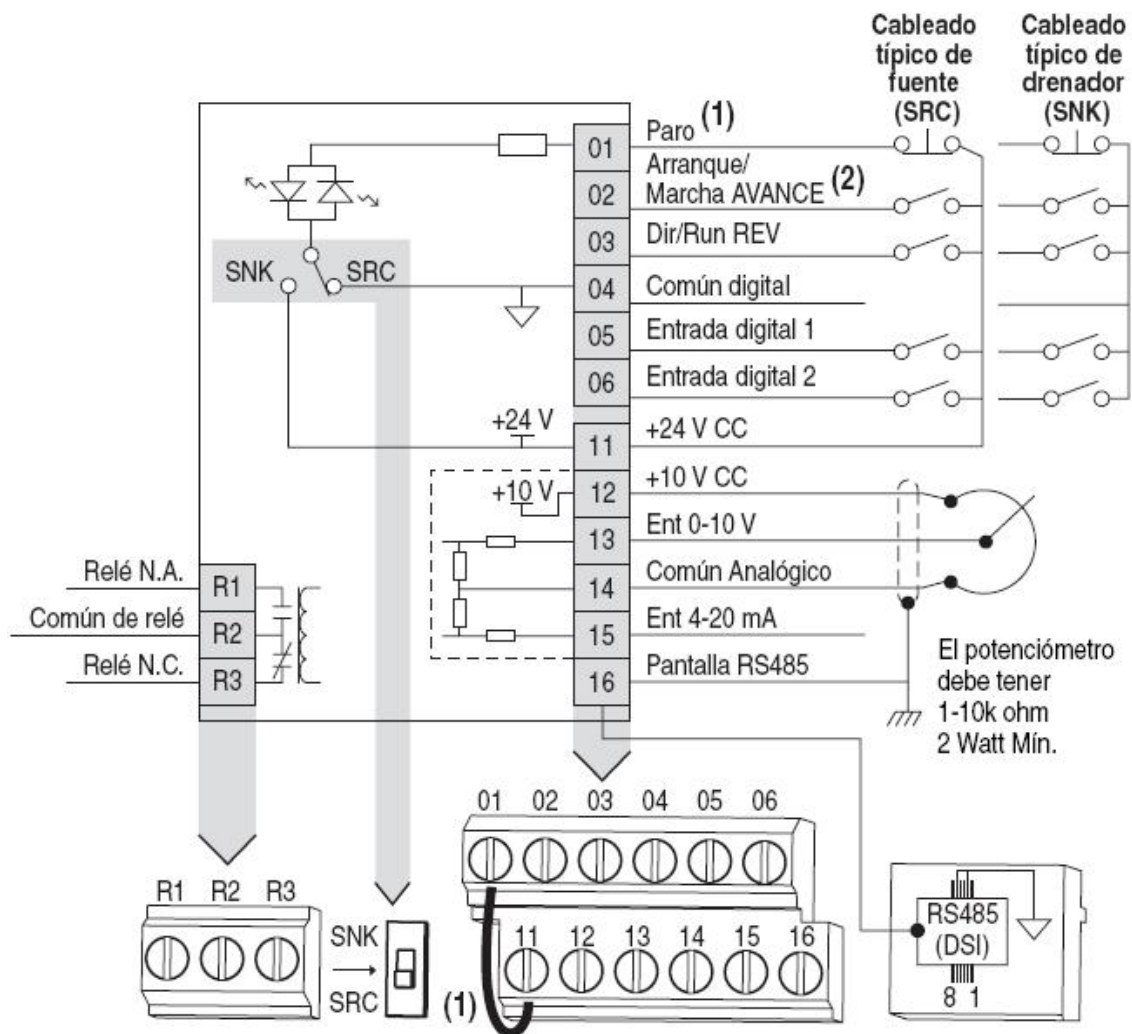 Cableado
típico de
fuente
(SRC)
Cableado
típico de
drenador
(SNK)
01
Paro (1)
Arranque/
02
Marcha AVANCE (2)
03
Dir/Run REV
SNK
SRC
04
Común digital
05
Entrada digital 1
06
Entrada digital 2
+24 V
11
+24 V CC
+10 V
12
+10 V CC
13
Ent 0-10 V
14
Común Analógico
15
Ent 4-20 mA
16
Pantalla RS485
Relé N.A.
R1
Común de relé
R2
Relé N.C.
R3
El potenciómetro
debe tener
1-10k ohm
2 Watt Mín.
01 02 03 04 05 06
R1 R2 R3
SNK
SRC
(1)
11 12 13 14 15 16
RS485
(DSI)
8 1